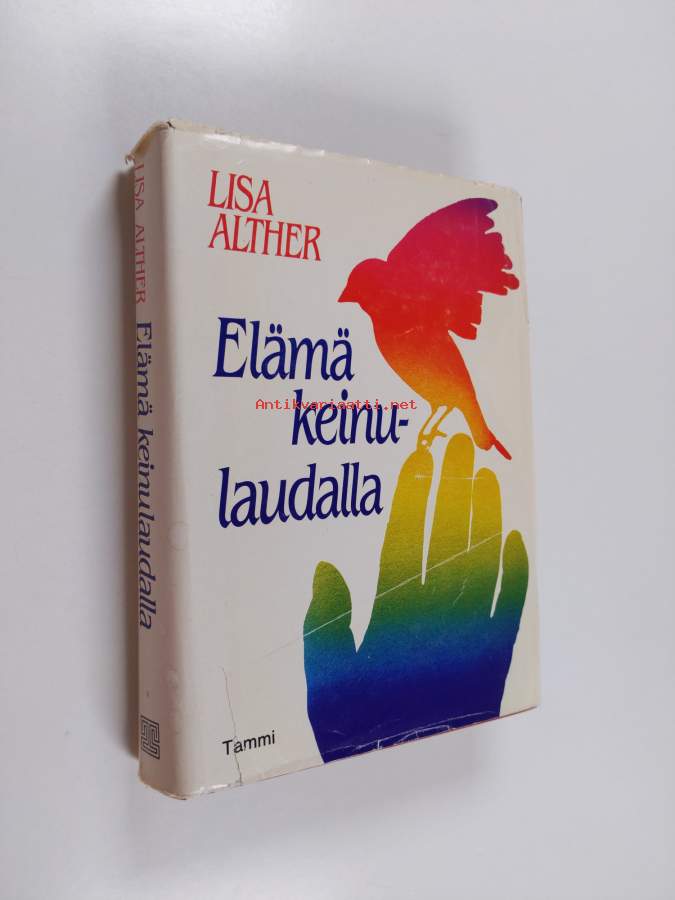 LISA
ALTHER
Elämä
keinu-
laudalla
Tammi
LISA ALTHER Elämä keinulaudalla
Antikvariaatti.net